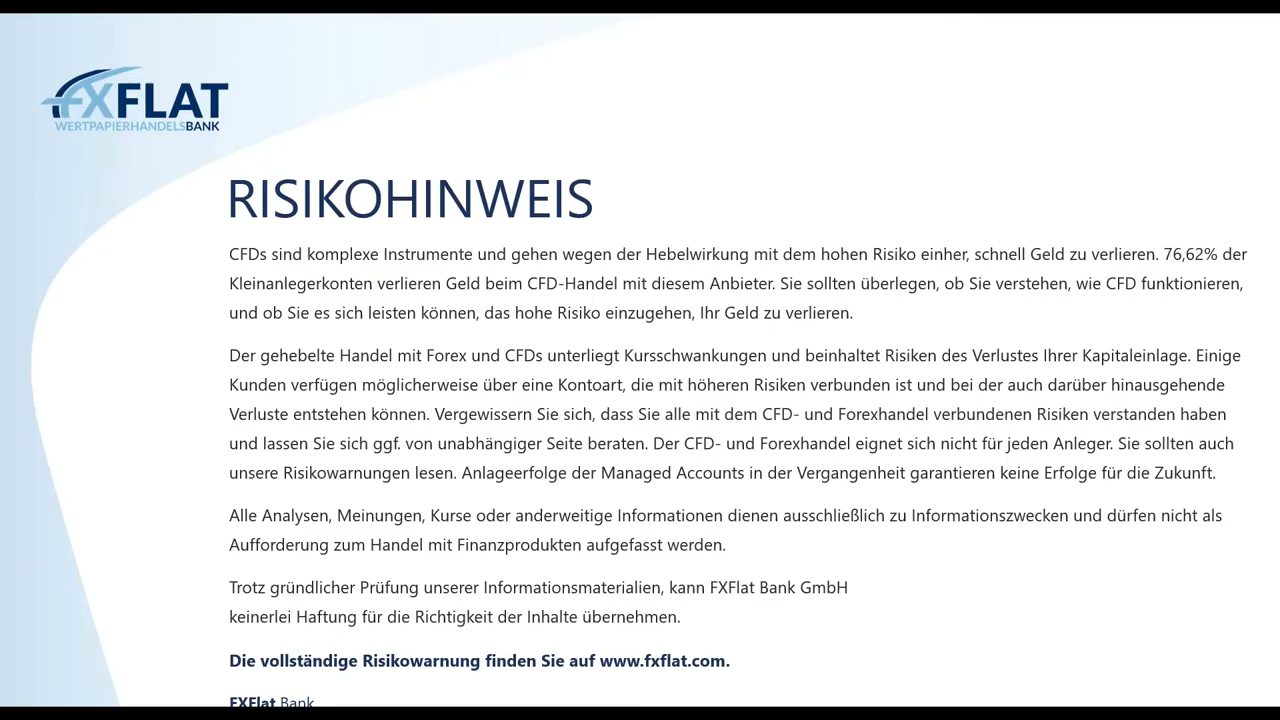 FXFLAT
WERTPAPIERHANDELSBANK
RISIKOHINWEIS
CFDs sind komplexe Instrumente und gehen wegen der Hebelwirkung mit dem hohen Risiko einher, schnell Geld zu verlieren. 76,62% der
Kleinanlegerkonten verlieren Geld beim CFD-Handel mit diesem Anbieter. Sie sollten überlegen, ob Sie verstehen, wie CFD funktionieren,
und ob Sie es sich leisten können, das hohe Risiko einzugehen, Ihr Geld zu verlieren.
Der gehebelte Handel mit Forex und CFDs unterliegt Kursschwankungen und beinhaltet Risiken des Verlustes Ihrer Kapitaleinlage. Einige
Kunden verfügen möglicherweise über eine Kontoart, die mit höheren Risiken verbunden ist und bei der auch darüber hinausgehende
Verluste entstehen können. Vergewissern Sie sich, dass Sie alle mit dem CFD- und Forexhandel verbundenen Risiken verstanden haben
und lassen Sie sich ggf. von unabhängiger Seite beraten. Der CFD- und Forexhandel eignet sich nicht für jeden Anleger. Sie sollten auch
unsere Risikowarnungen lesen. Anlageerfolge der Managed Accounts in der Vergangenheit garantieren keine Erfolge für die Zukunft.
Alle Analysen, Meinungen, Kurse oder anderweitige Informationen dienen ausschließlich zu Informationszwecken und dürfen nicht als
Aufforderung zum Handel mit Finanzprodukten aufgefasst werden.
Trotz gründlicher Prüfung unserer Informationsmaterialien, kann FXFlat Bank GmbH
keinerlei Haftung für die Richtigkeit der Inhalte übernehmen.
Die vollständige Risikowarnung finden Sie auf www.fxflat.com.
FXFlat Bank